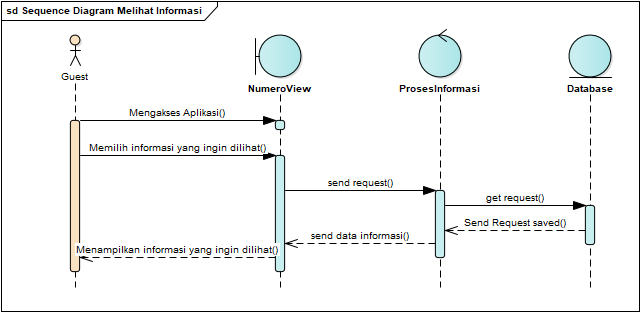 sd Sequence Diagram Melihat Informasi
Guest
NumeroView
ProsesInformasi
Database
Mengakses Aplikasi()
Memilih informasi yang ingin dilihat()
send request()
get request()
Send Request saved()
send data informasi()
Menampilkan informasi yang ingin dilihat()